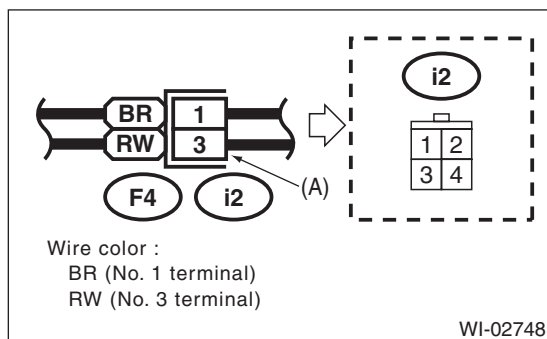 i2
BR 1
RW 3
1 2
3 4
F4 i2 (A)
Wire color :
BR (No. 1 terminal)
RW (No. 3 terminal)
WI-02748